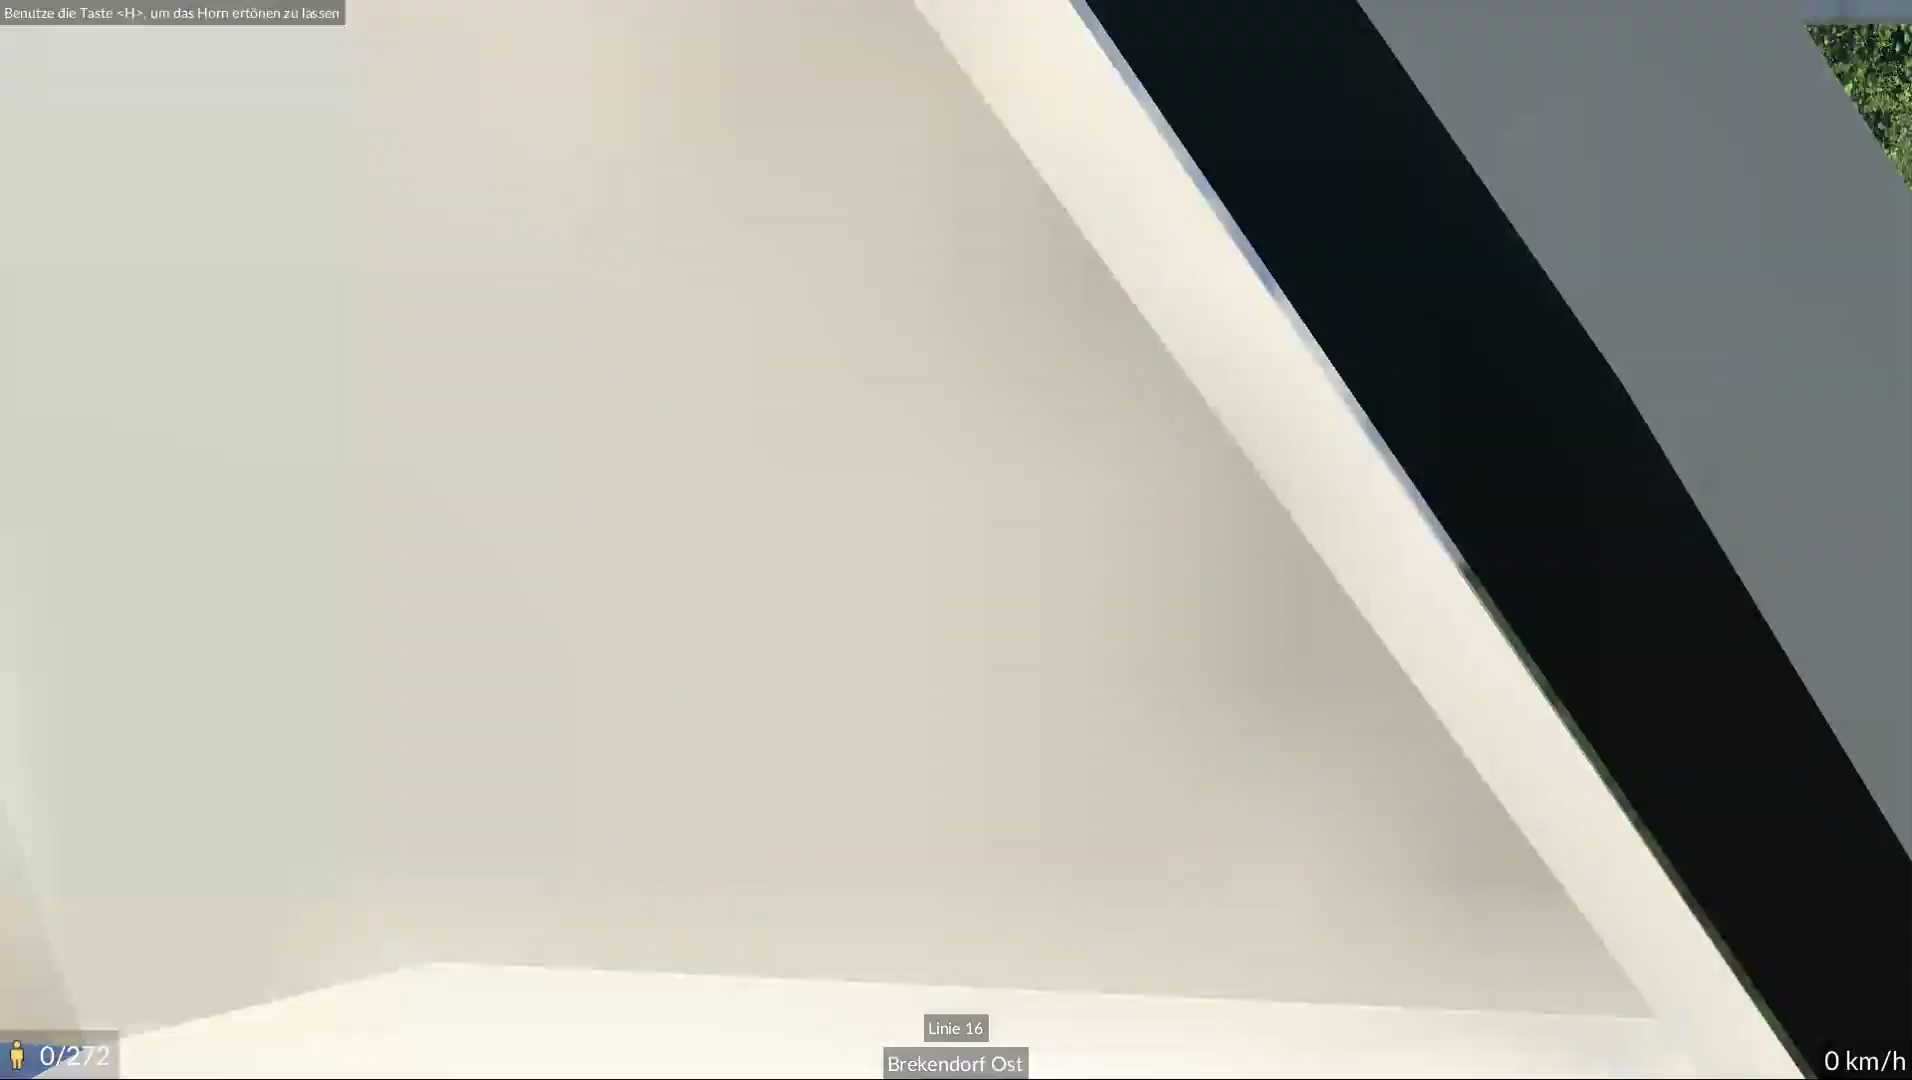 Benutze die Taste <H>, um das Horn ertönen zu lassen
Linie 16
0/272
Brekendorf Ost
0 km/h